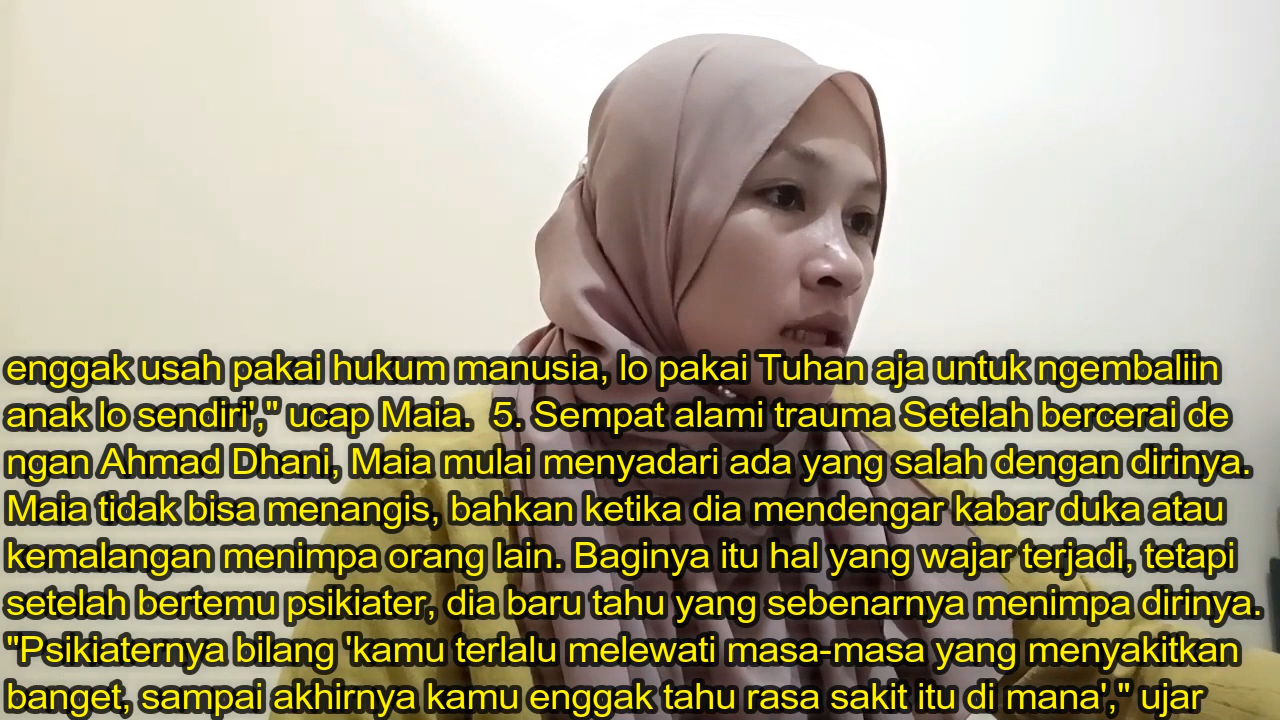 enggak usah pakai hukum manusia, lo pakai Tuhan aja untuk ngembaliin
anak lo sendiri'," ucap Maia.  5. Sempat alami trauma Setelah bercerai de
ngan Ahmad Dhani, Maia mulai menyadari ada yang salah dengan dirinya.
Maia tidak bisa menangis, bahkan ketika dia mendengar kabar duka atau
kemalangan menimpa orang lain. Baginya itu hal yang wajar terjadi, tetapi
setelah bertemu psikiater, dia baru tahu yang sebenarnya menimpa dirinya.
"Psikiaternya bilang 'kamu terlalu melewati masa-masa yang menyakitkan
banget, sampai akhirnya kamu enggak tahu rasa sakit itu di mana'," ujar